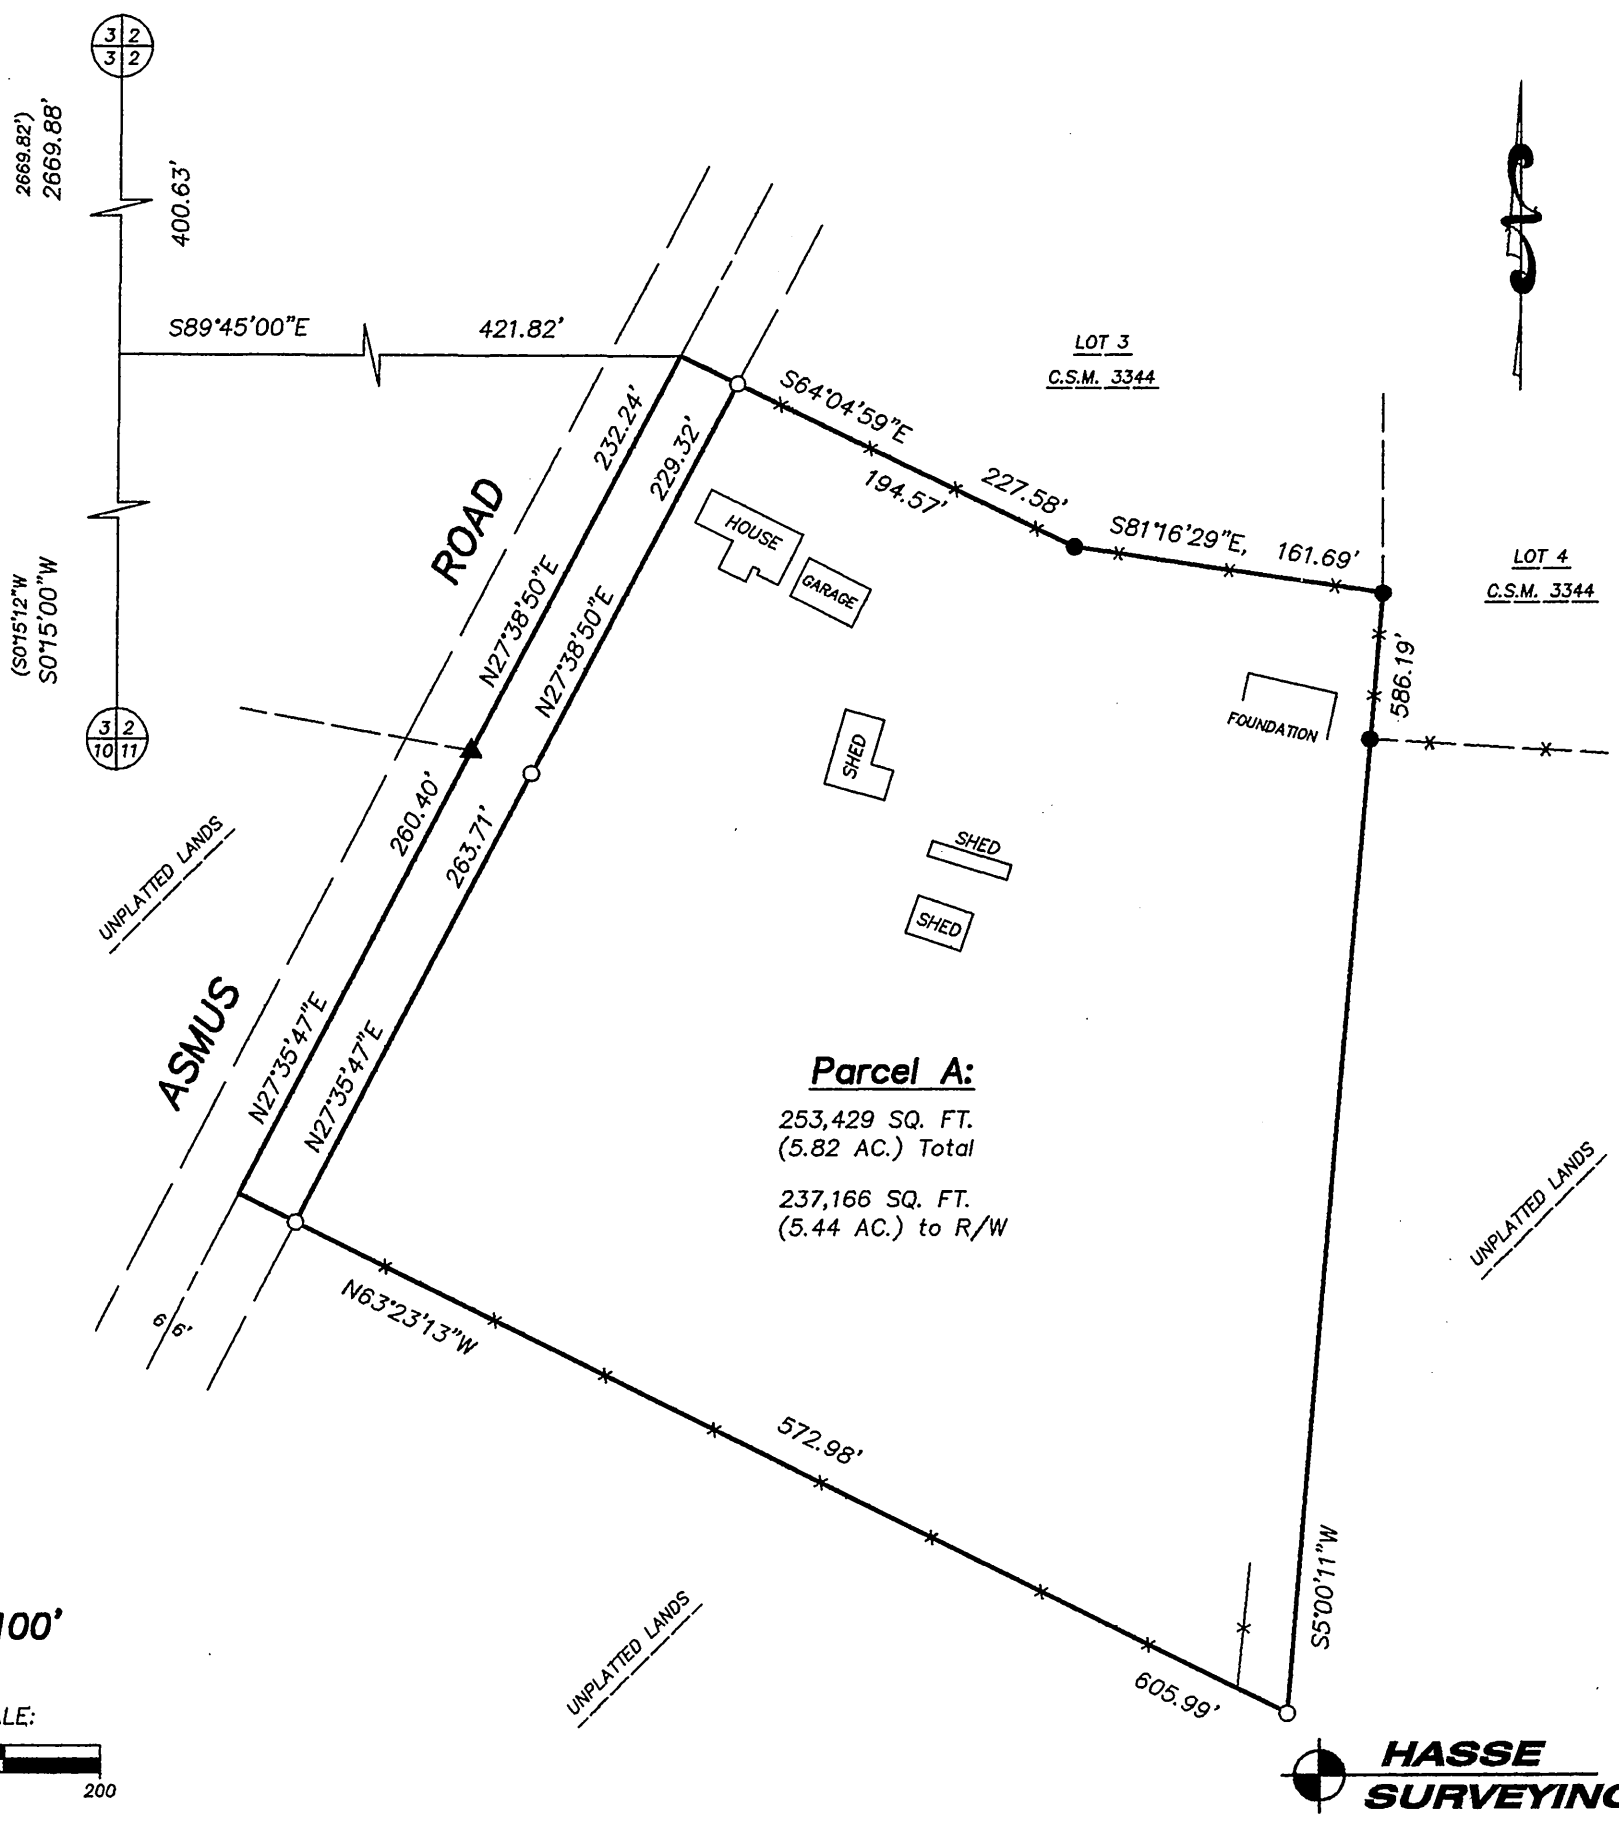 3 2
3 2
2669.82')
2669.88'
400.63'
S89°45'00"E 421.82'
LOT 3
C.S.M. 3344
S64°04'59"E
227.58'
194.57'
S81°16'29"E, 161.69'
LOT 4
C.S.M. 3344
232.24'
229.32'
ROAD
N27°38'50"E
N27°38'50"E
HOUSE
GARAGE
(S0°15'12"W
S0°15'00"W
586.19'
FOUNDATION
3 2
10 11
SHED
260.40'
263.71'
SHED
SHED
UNPLATTED LANDS
ASMUS
N27°35'47"E
N27°35'47"E
Parcel A:
253,429 SQ. FT.
(5.82 AC.) Total
237,166 SQ. FT.
(5.44 AC.) to R/W
UNPLATTED LANDS
6 6'
N63°23'13"W
572.98'
S5°00'11"W
UNPLATTED LANDS
605.99'
100'
LE:
200
HASSE
SURVEYING